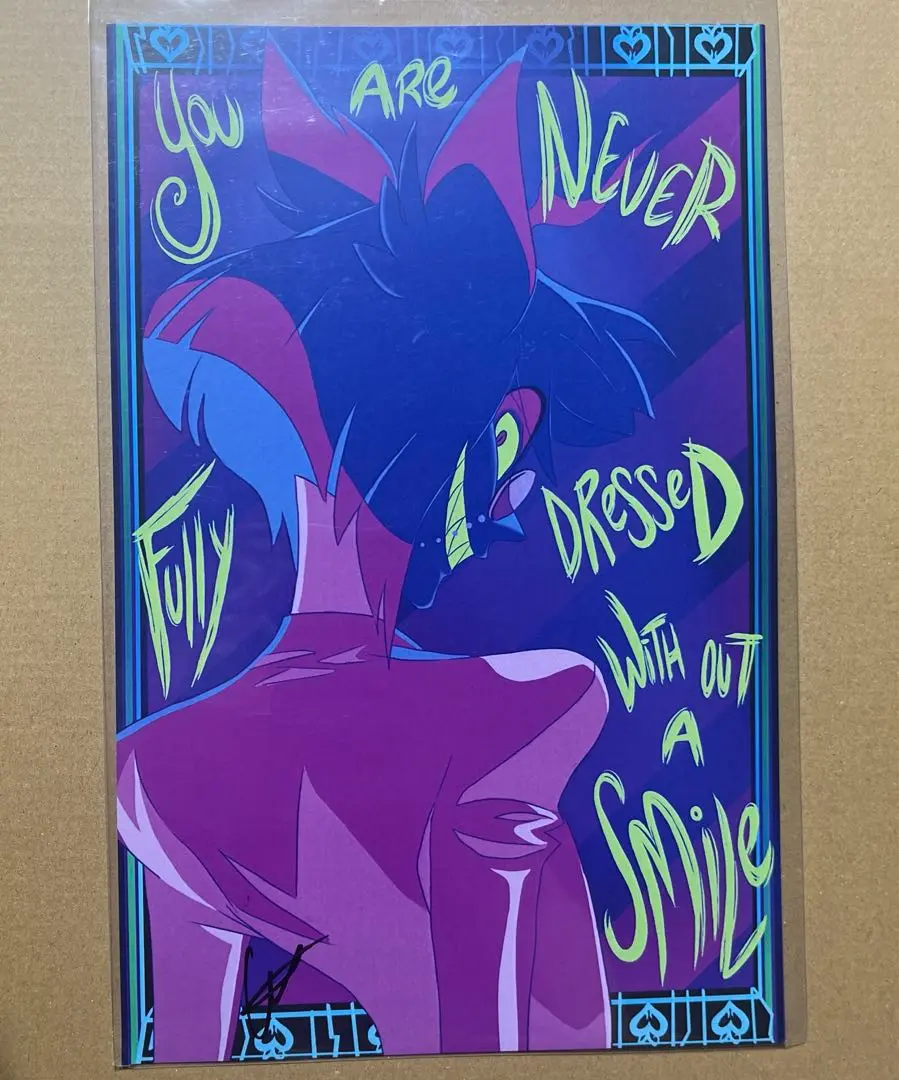 You ARe NEVeR
Fully DRessed
WiTH OUT
A
SMile